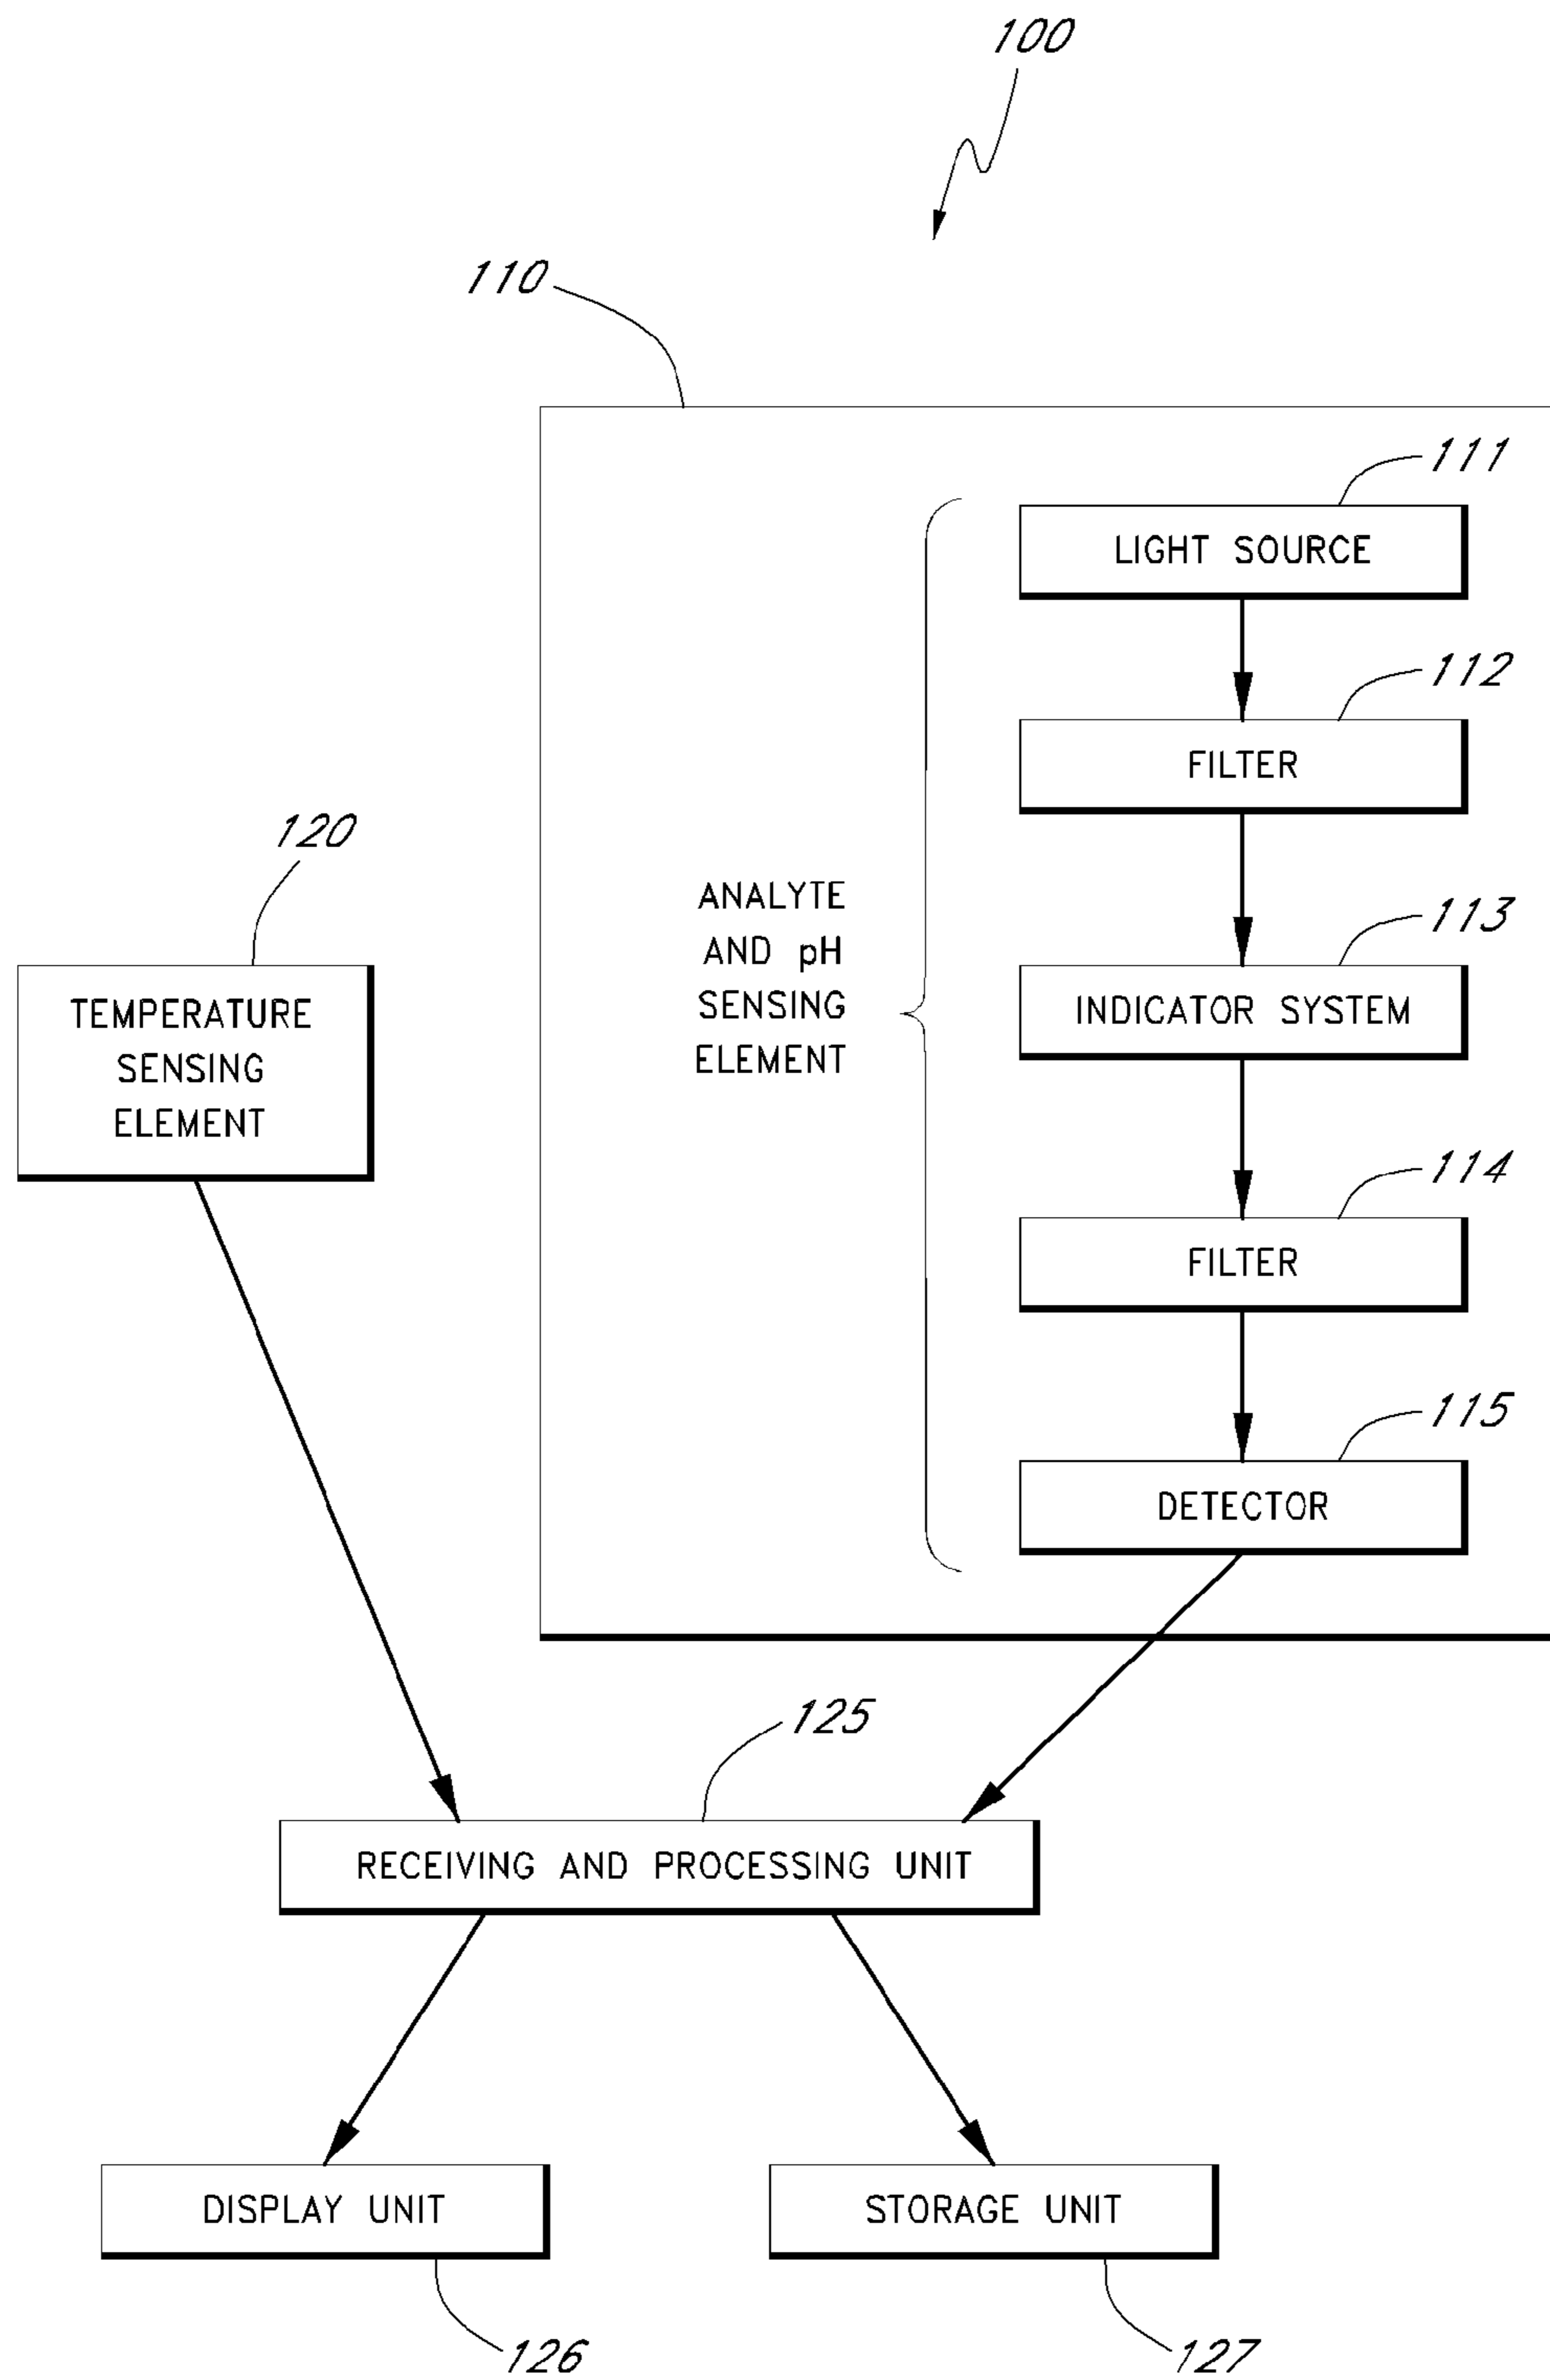 100
110
111
LIGHT SOURCE
112
FILTER
120
ANALYTE
AND pH
SENSING
ELEMENT
113
INDICATOR SYSTEM
TEMPERATURE
SENSING
ELEMENT
114
FILTER
115
DETECTOR
125
RECEIVING AND PROCESSING UNIT
DISPLAY UNIT
STORAGE UNIT
126
127